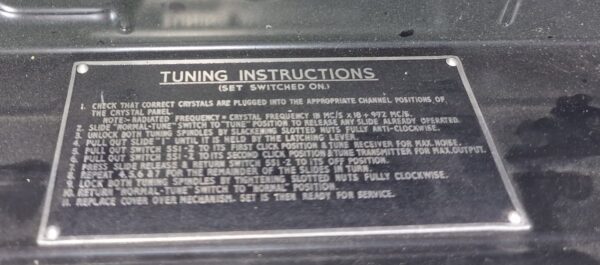 TUNING INSTRUCTIONS
(SET SWITCHED ON.)
1. CHECK THAT CORRECT CRYSTALS ARE PLUGGED INTO THE APPROPRIATE CHANNEL POSITIONS OF
THE CRYSTAL PANEL
NOTE:- RADIATED FREQUENCY = CRYSTAL FREQUENCY IN MC/S × 18 + 9.72 MC/S.
2. SLIDE "NORMAL-TUNE" SWITCH TO "TUNE" POSITION TO RELEASE ANY SLIDE ALREADY OPERATED.
3. UNLOCK BOTH TUNING SPINDLES BY SLACKENING SLOTTED NUTS FULLY ANTI-CLOCKWISE.
4. PULL OUT SLIDE "1" UNTIL IT IS HELD BY LATCHING LEVER.
5. PULL OUT SWITCH TO ITS FIRST CLICK POSITION & TUNE RECEIVER FOR MAX. NOISE.
6. PULL OUT SWITCH SS1-2 TO ITS SECOND CLICK POSITION & TUNE TRANSMITTER FOR MAX. OUTPUT.
7. PRESS SS1-2 TO ITS OFF POSITION.
8. REPEAT 4, 5, 6 & 7 FOR THE REMAINDER OF THE SLIDES IN TURN.
9. LOCK BOTH TUNING SPINDLES BY TIGHTENING SLOTTED NUTS FULLY CLOCKWISE.
10. RETURN "NORMAL-TUNE" SWITCH TO "NORMAL" POSITION.
11. REPLACE COVER OVER MECHANISM. SET IS THEN READY FOR SERVICE.